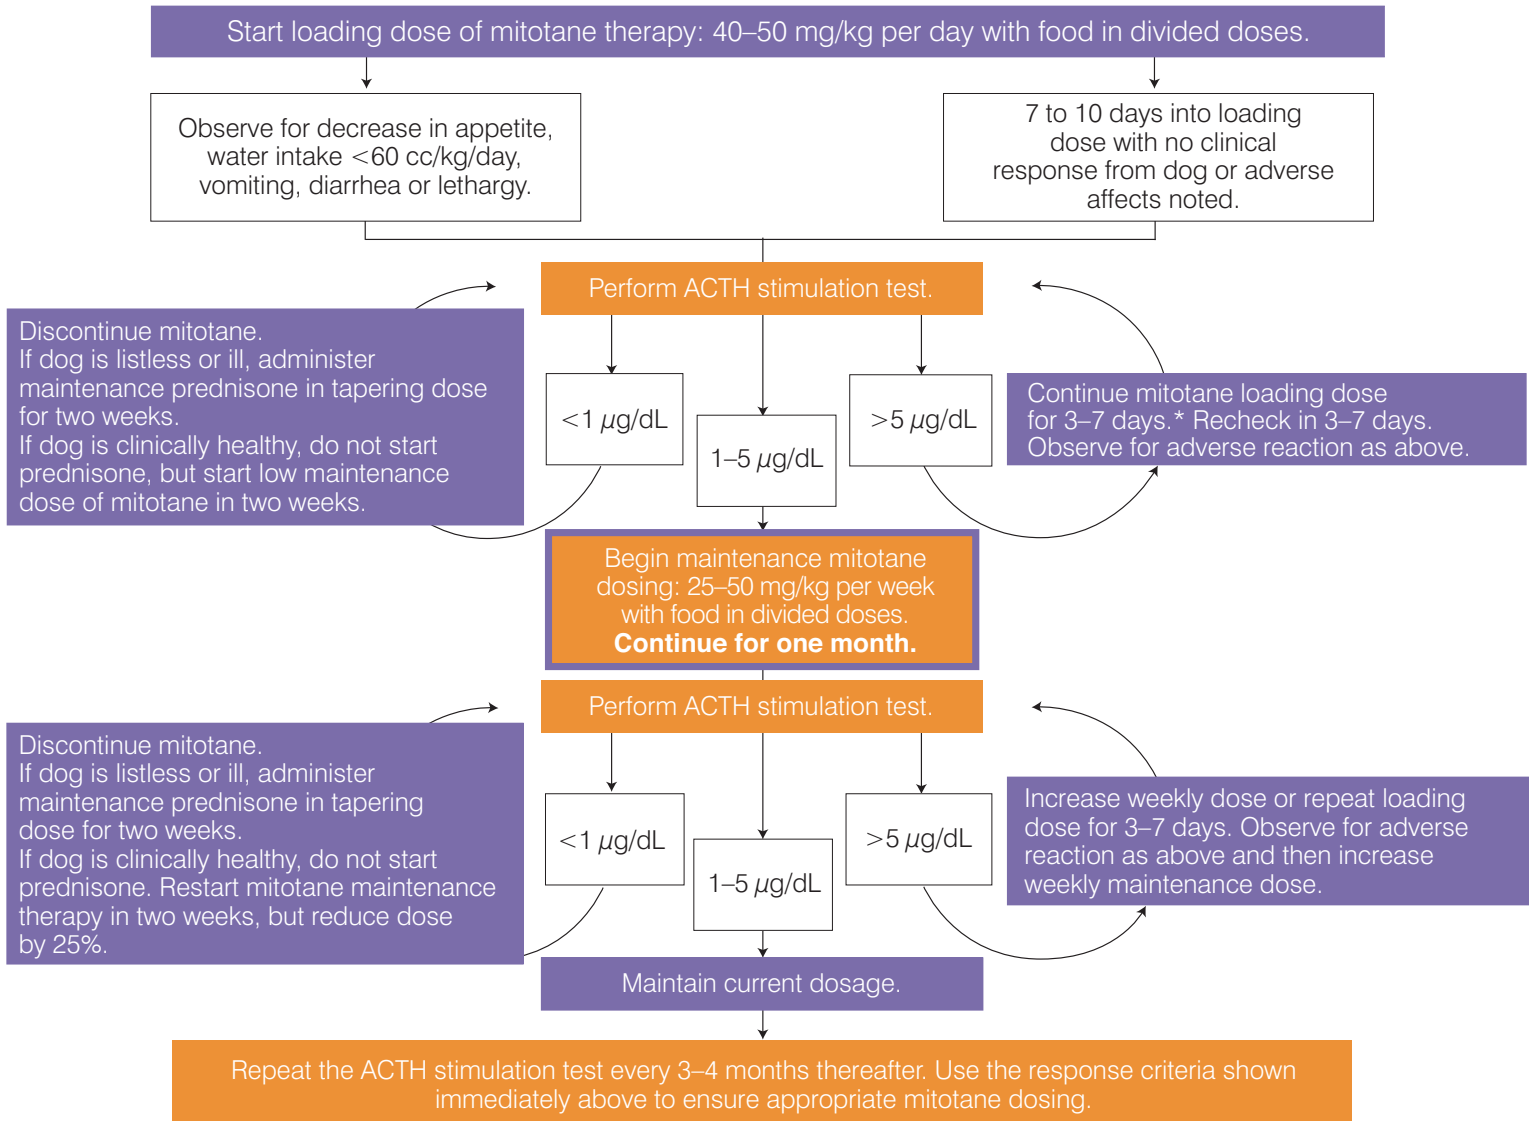 Start loading dose of mitotane therapy: 40–50 mg/kg per day with food in divided doses.
Observe for decrease in appetite,
water intake <60 cc/kg/day,
vomiting, diarrhea or lethargy.
7 to 10 days into loading
dose with no clinical
response from dog or adverse
affects noted.
Perform ACTH stimulation test.
Discontinue mitotane.
If dog is listless or ill, administer
maintenance prednisone in tapering dose
for two weeks.
If dog is clinically healthy, do not start
prednisone, but start low maintenance
dose of mitotane in two weeks.
<1 µg/dL
1–5 µg/dL
>5 µg/dL
Continue mitotane loading dose
for 3–7 days.* Recheck in 3–7 days.
Observe for adverse reaction as above.
Begin maintenance mitotane
dosing: 25–50 mg/kg per week
with food in divided doses.
Continue for one month.
Perform ACTH stimulation test.
Discontinue mitotane.
If dog is listless or ill, administer
maintenance prednisone in tapering
dose for two weeks.
If dog is clinically healthy, do not start
prednisone. Restart mitotane maintenance
therapy in two weeks, but reduce dose
by 25%.
<1 µg/dL
1–5 µg/dL
>5 µg/dL
Increase weekly dose or repeat loading
dose for 3–7 days. Observe for adverse
reaction as above and then increase
weekly maintenance dose.
Maintain current dosage.
Repeat the ACTH stimulation test every 3–4 months thereafter. Use the response criteria shown
immediately above to ensure appropriate mitotane dosing.